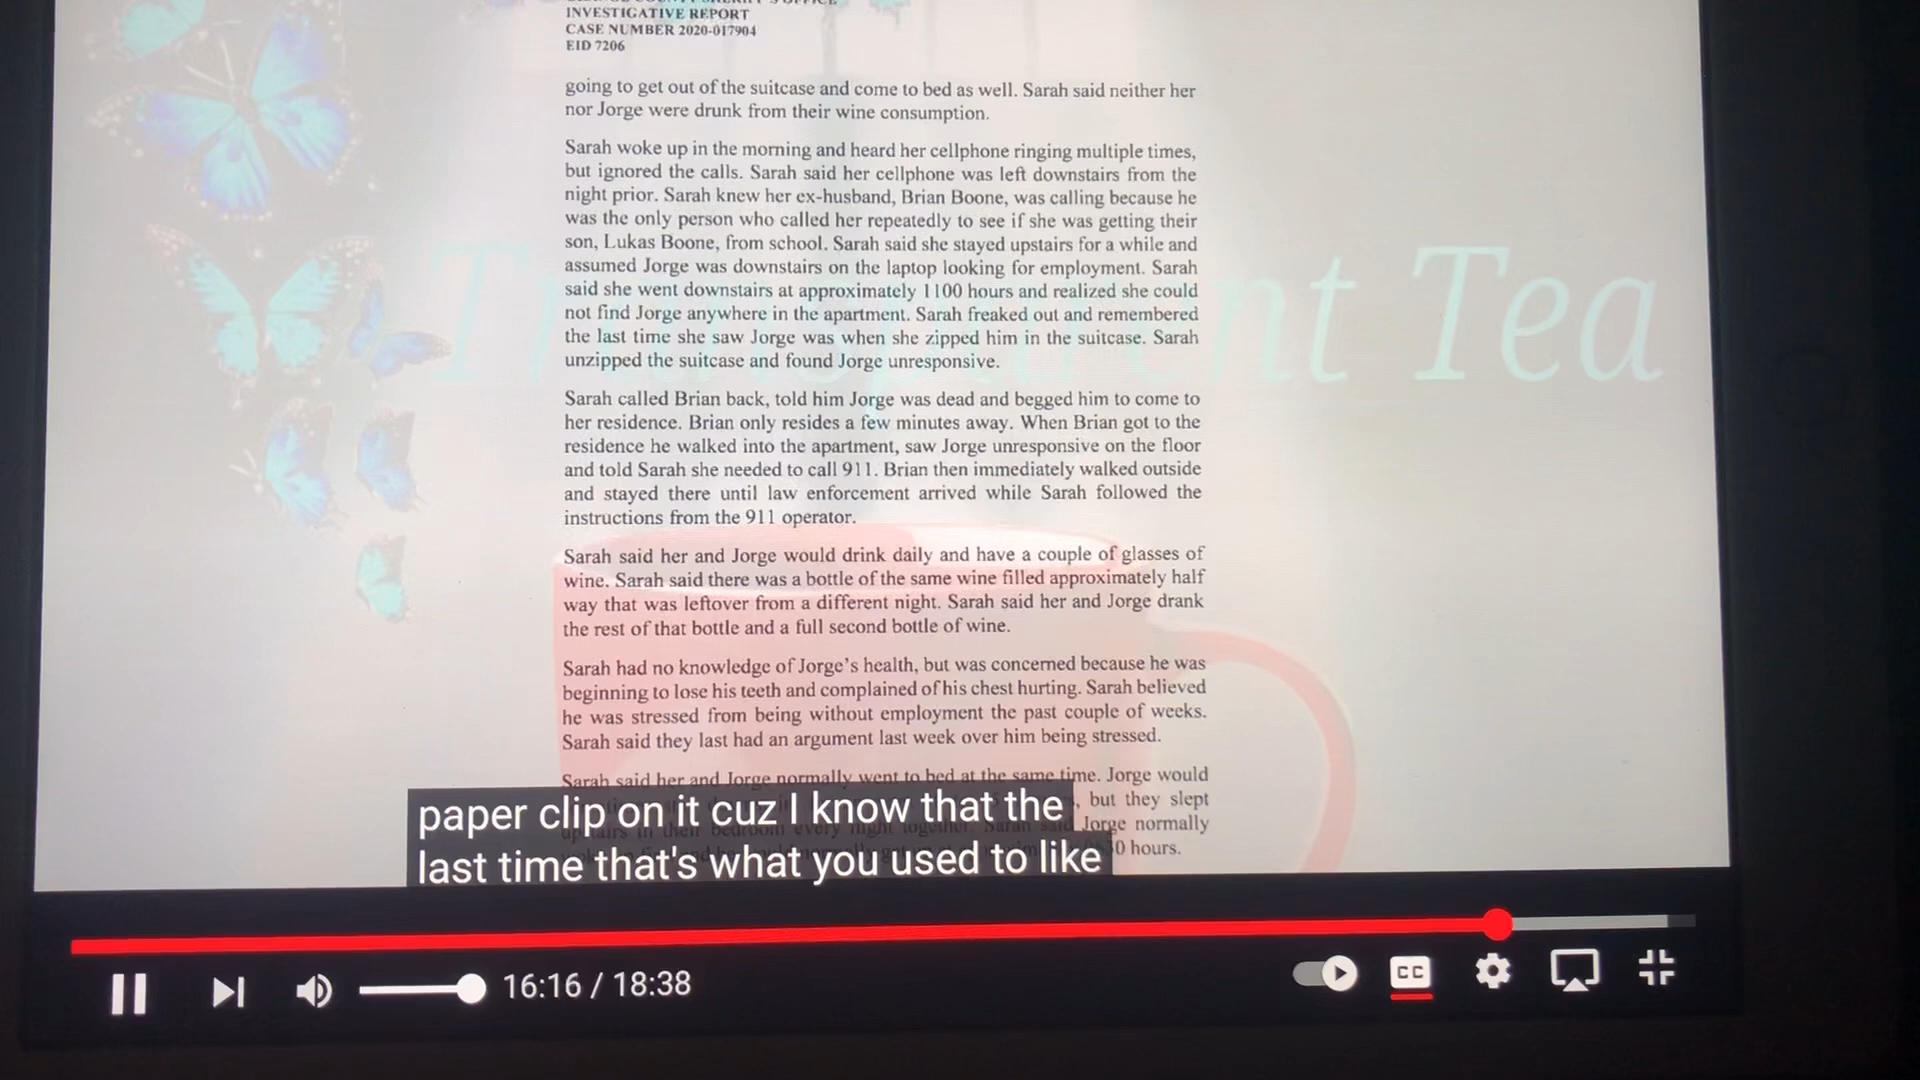 INVESTIGATIVE REPORT
CASE NUMBER 2020-017904
EID 7206
going to get out of the suitcase and come to bed as well. Sarah said neither her
nor Jorge were drunk from their wine consumption.
Sarah woke up in the morning and heard her cellphone ringing multiple times,
but ignored the calls. Sarah said her cellphone was left downstairs from the
night prior. Sarah knew her ex-husband, Brian Boone, was calling because he
was the only person who called her repeatedly to see if she was getting their
son, Lukas Boone, from school. Sarah said she stayed upstairs for a while and
assumed Jorge was downstairs on the laptop looking for employment. Sarah
said she went downstairs at approximately 1100 hours and realized she could
not find Jorge anywhere in the apartment. Sarah freaked out and remembered
the last time she saw Jorge was when she zipped him in the suitcase. Sarah
unzipped the suitcase and found Jorge unresponsive.
Sarah called Brian back, told him Jorge was dead and begged him to come to
her residence. Brian only resides a few minutes away. When Brian got to the
residence he walked into the apartment, saw Jorge unresponsive on the floor
and told Sarah she needed to call 911. Brian then immediately walked outside
and stayed there until law enforcement arrived while Sarah followed the
instructions from the 911 operator.
Sarah said her and Jorge would drink daily and have a couple of glasses of
wine. Sarah said there was a bottle of the same wine filled approximately half
way that was leftover from a different night. Sarah said her and Jorge drank
the rest of that bottle and a full second bottle of wine.
Sarah had no knowledge of Jorge's health, but was concerned because he was
beginning to lose his teeth and complained of his chest hurting. Sarah believed
he was stressed from being without employment the past couple of weeks.
Sarah said they last had an argument last week over him being stressed.
Sarah said her and Jorge normally went to bed at the same time. Jorge would
, but they slept
Jorge normally
0 hours.
Tea
paper clip on it cuz I know that the
last time that's what you used to like
16:16 / 18:38
CC